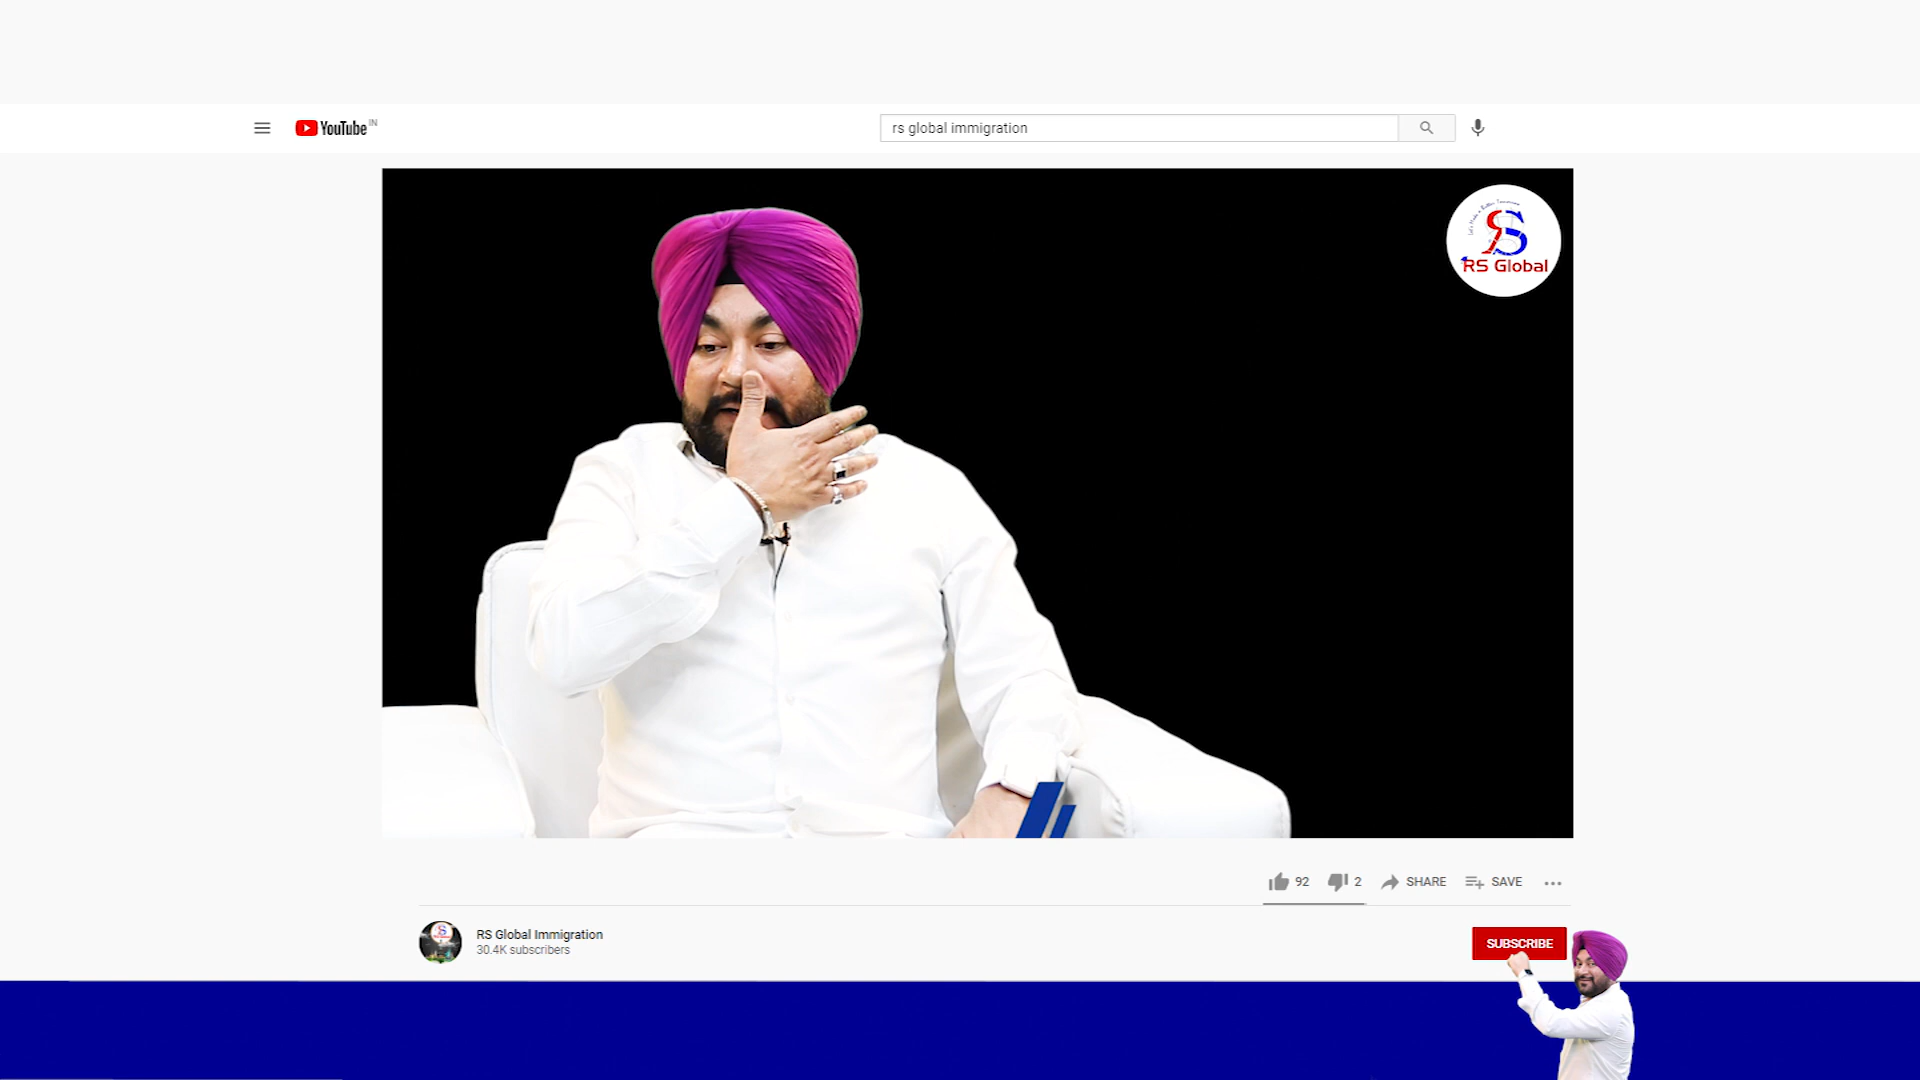 YouTube IN
rs global immigration
RS Global
92
2
SHARE
SAVE
RS Global Immigration
30.4K subscribers
SUBSCRIBE